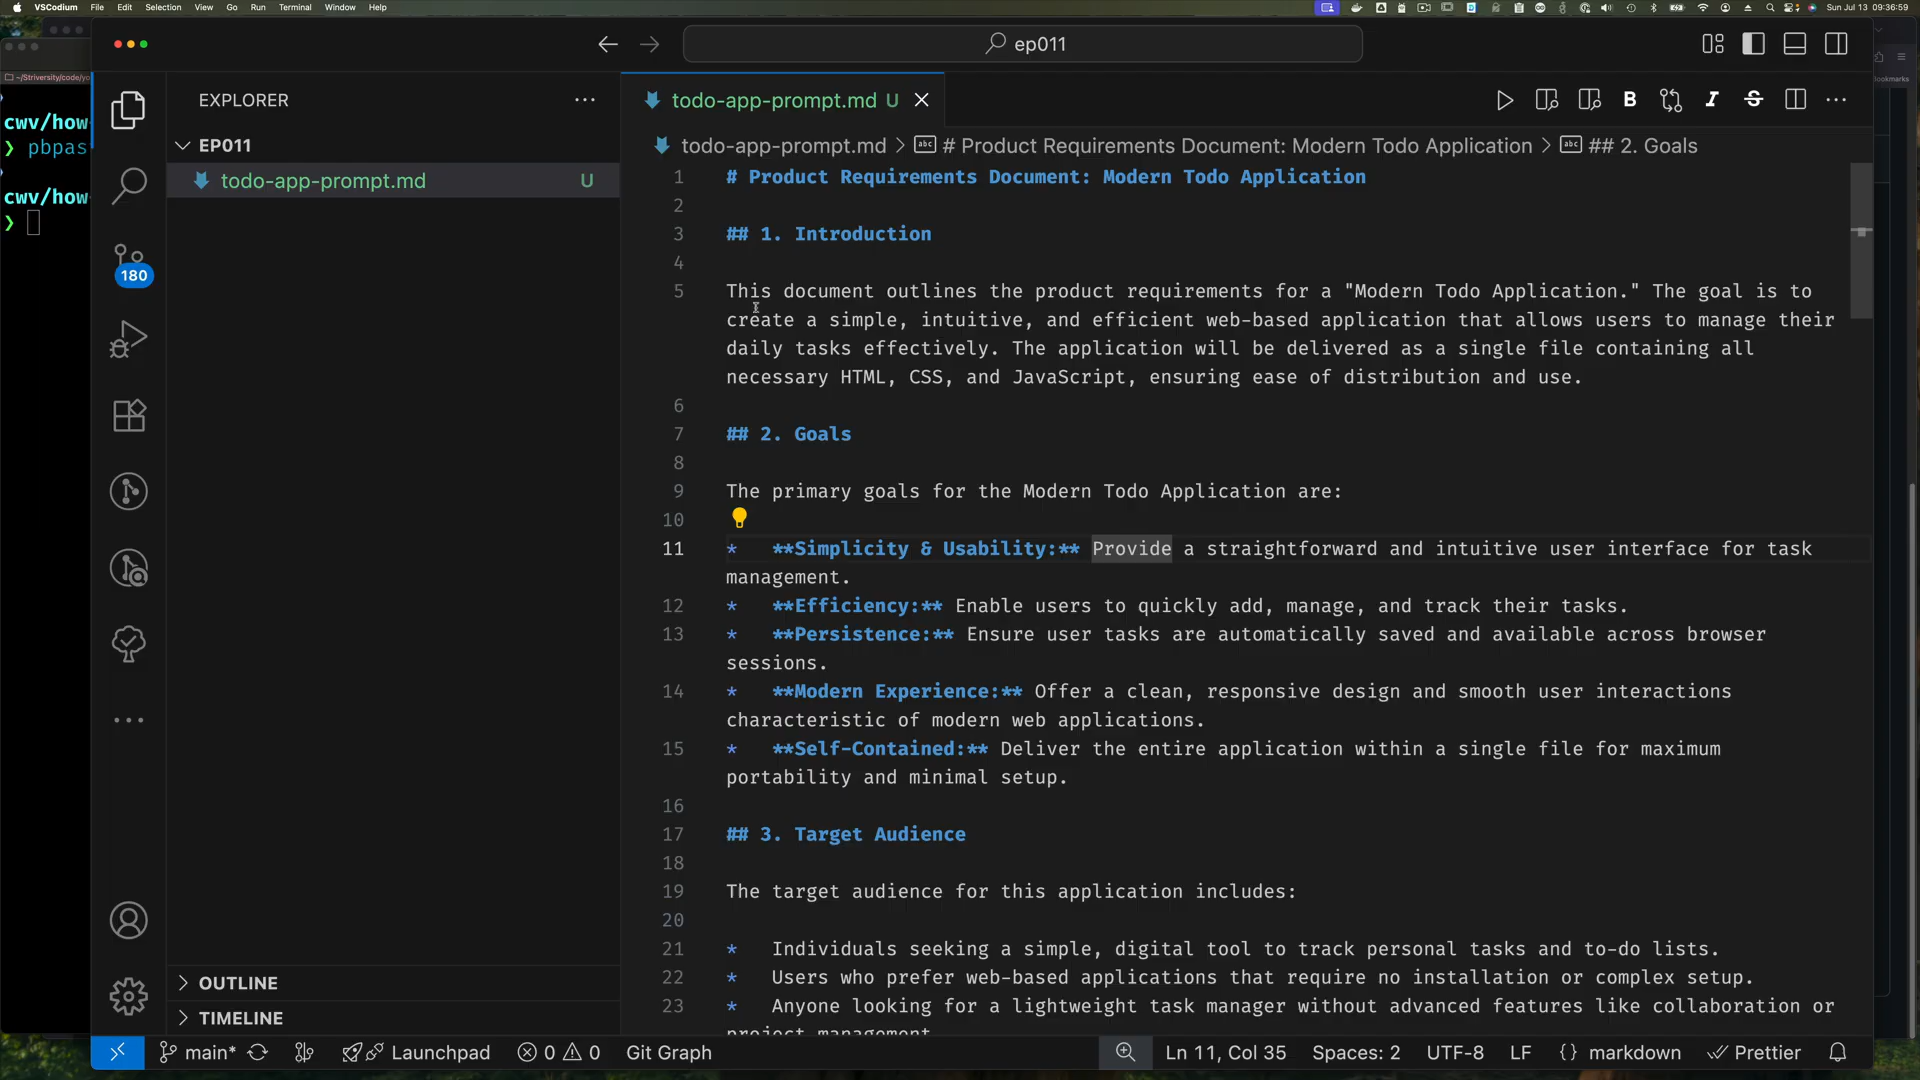 VSCodium File Edit Selection View Go Run Terminal Window Help Sun Jul 13 09:36:59
~/Striversity/code/yo
cwv/how
❯ pbpas
cwv/how
❯
ep011
ookmarks
EXPLORER
EP011
todo-app-prompt.md U
180
OUTLINE
TIMELINE
todo-app-prompt.md U
todo-app-prompt.md > # Product Requirements Document: Modern Todo Application > ## 2. Goals
1 # Product Requirements Document: Modern Todo Application
2
3 ## 1. Introduction
4
5 This document outlines the product requirements for a "Modern Todo Application." The goal is to
create a simple, intuitive, and efficient web-based application that allows users to manage their
daily tasks effectively. The application will be delivered as a single file containing all
necessary HTML, CSS, and JavaScript, ensuring ease of distribution and use.
6
7 ## 2. Goals
8
9 The primary goals for the Modern Todo Application are:
10
11 * **Simplicity & Usability:** Provide a straightforward and intuitive user interface for task
management.
12 * **Efficiency:** Enable users to quickly add, manage, and track their tasks.
13 * **Persistence:** Ensure user tasks are automatically saved and available across browser
sessions.
14 * **Modern Experience:** Offer a clean, responsive design and smooth user interactions
characteristic of modern web applications.
15 * **Self-Contained:** Deliver the entire application within a single file for maximum
portability and minimal setup.
16
17 ## 3. Target Audience
18
19 The target audience for this application includes:
20
21 * Individuals seeking a simple, digital tool to track personal tasks and to-do lists.
22 * Users who prefer web-based applications that require no installation or complex setup.
23 * Anyone looking for a lightweight task manager without advanced features like collaboration or
project management.
main* Launchpad 0 0 Git Graph Ln 11, Col 35 Spaces: 2 UTF-8 LF {} markdown Prettier